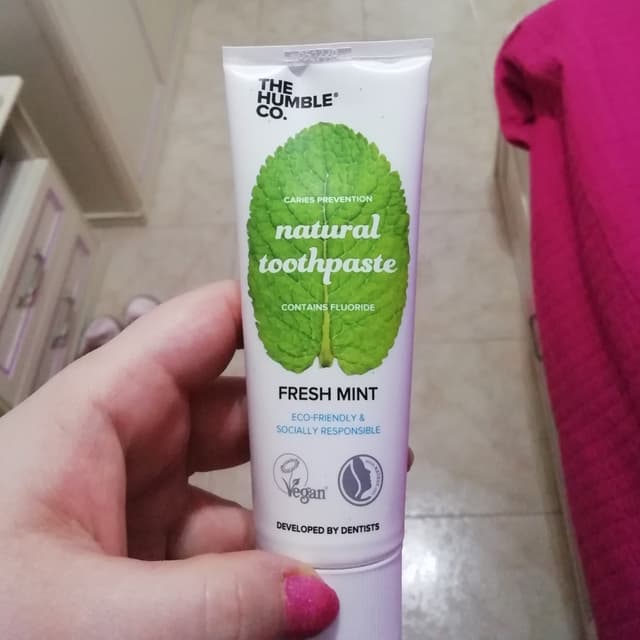 THE
HUMBLE®
CO.
CARIES PREVENTION
natural
toothpaste
CONTAINS FLUORIDE
FRESH MINT
ECO-FRIENDLY &
SOCIALLY RESPONSIBLE
Vegan
DEVELOPED BY DENTISTS